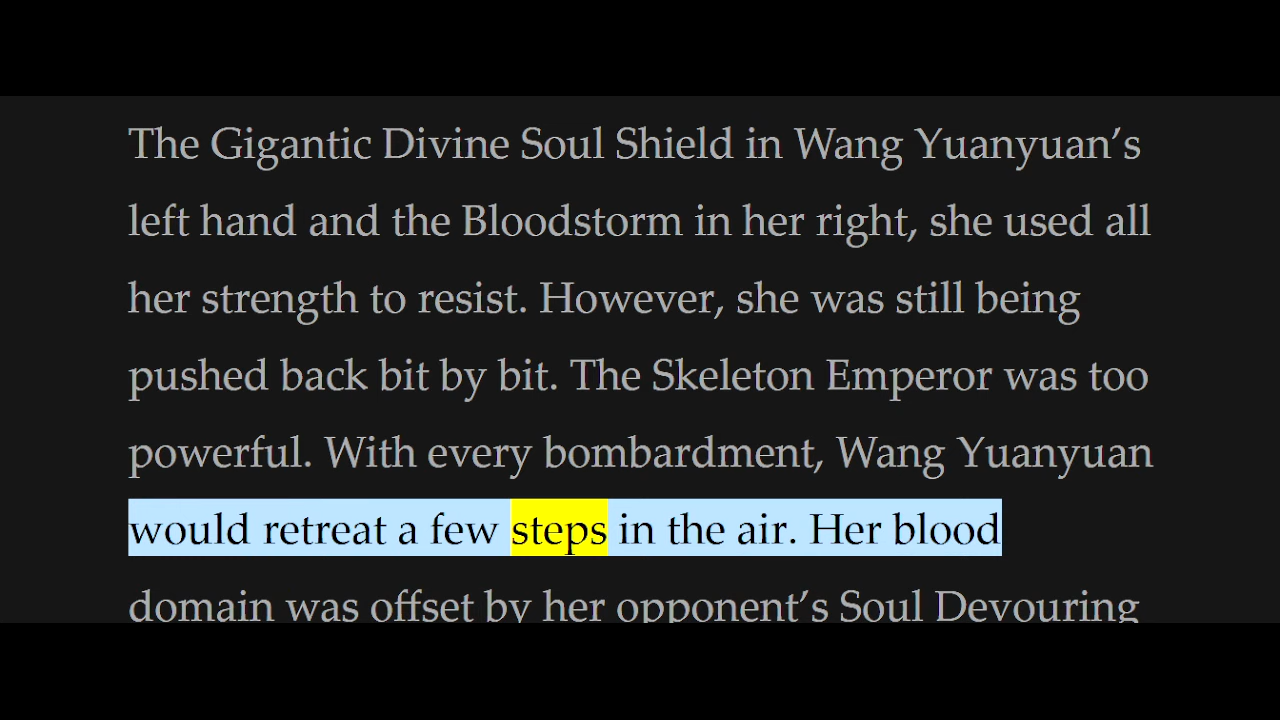 The Gigantic Divine Soul Shield in Wang Yuanyuan’s
left hand and the Bloodstorm in her right, she used all
her strength to resist. However, she was still being
pushed back bit by bit. The Skeleton Emperor was too
powerful. With every bombardment, Wang Yuanyuan
would retreat a few steps in the air. Her blood
domain was offset by her opponent’s Soul Devouring